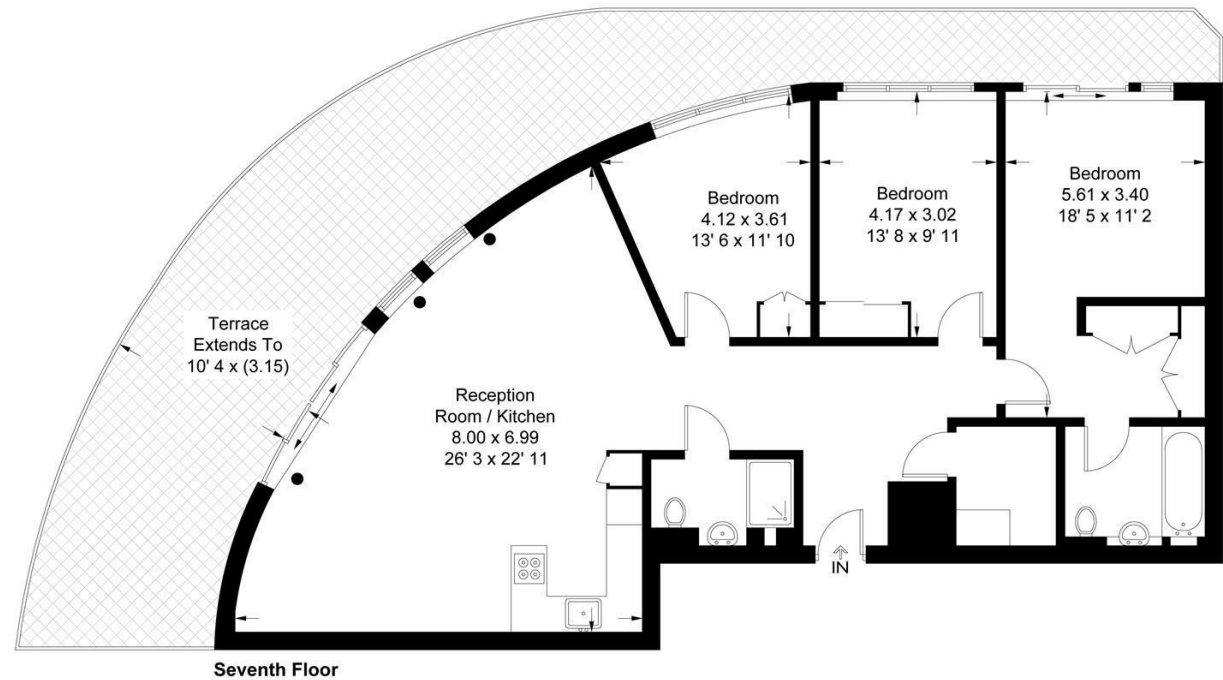 Bedroom
4.12 x 3.61
13' 6 x 11' 10
Bedroom
4.17 x 3.02
13' 8 x 9' 11
Bedroom
5.61 x 3.40
18' 5 x 11' 2
Terrace
Extends To
10' 4 x (3.15)
Reception
Room / Kitchen
8.00 x 6.99
26' 3 x 22' 11
IN
Seventh Floor